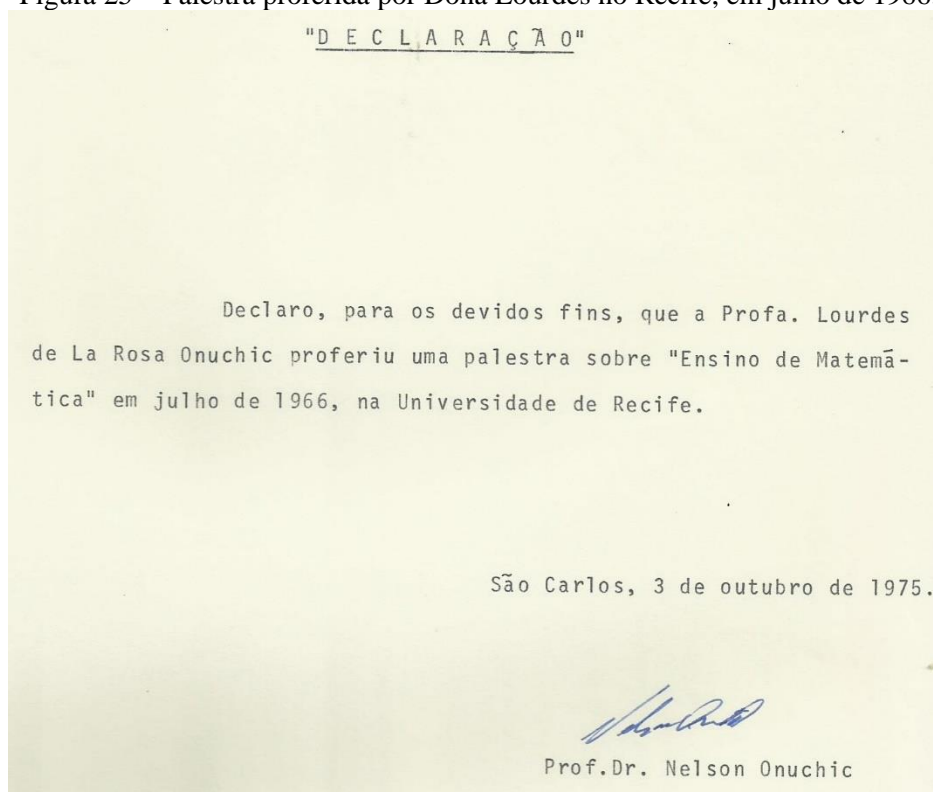 Figura 23 – Palestra proferida por Dona Lourdes no Recife, em julho de 1966.
"D E C L A R A Ç Ã O"
Declaro, para os devidos fins, que a Profa. Lourdes
de La Rosa Onuchic proferiu uma palestra sobre "Ensino de Matemã-
tica" em julho de 1966, na Universidade de Recife.
São Carlos, 3 de outubro de 1975.
Prof.Dr. Nelson Onuchic